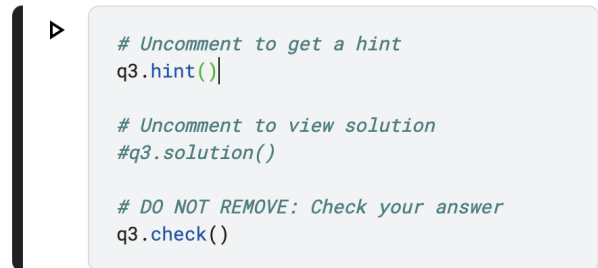 # Uncomment to get a hint
q3.hint()
# Uncomment to view solution
#q3.solution()
# DO NOT REMOVE: Check your answer
q3.check()